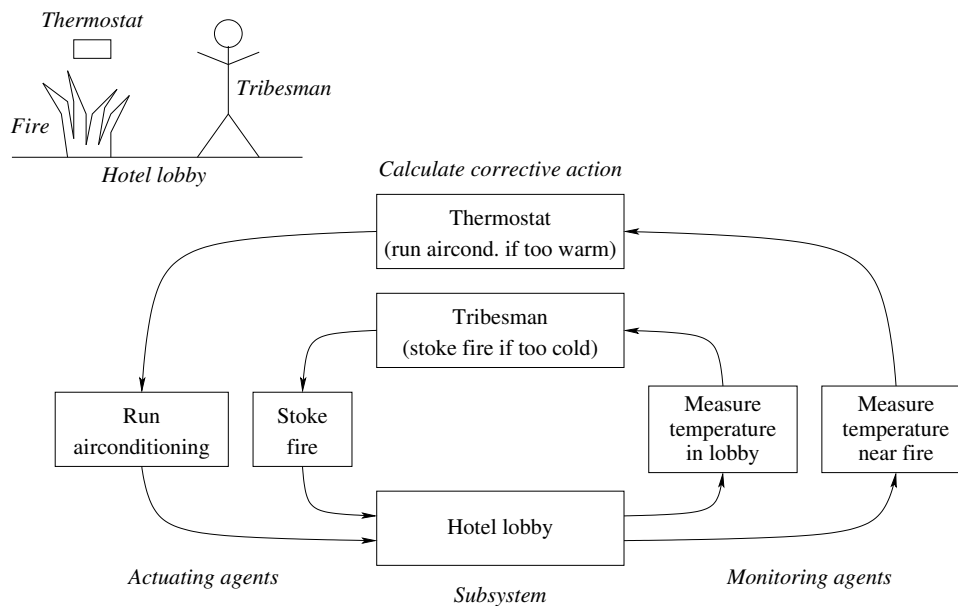 Thermostat
Tribesman
Fire
Hotel lobby
Calculate corrective action
Thermostat
(run aircond. if too warm)
Tribesman
(stoke fire if too cold)
Run
airconditioning
Stoke
fire
Measure
temperature
in lobby
Measure
temperature
near fire
Hotel lobby
Actuating agents
Subsystem
Monitoring agents